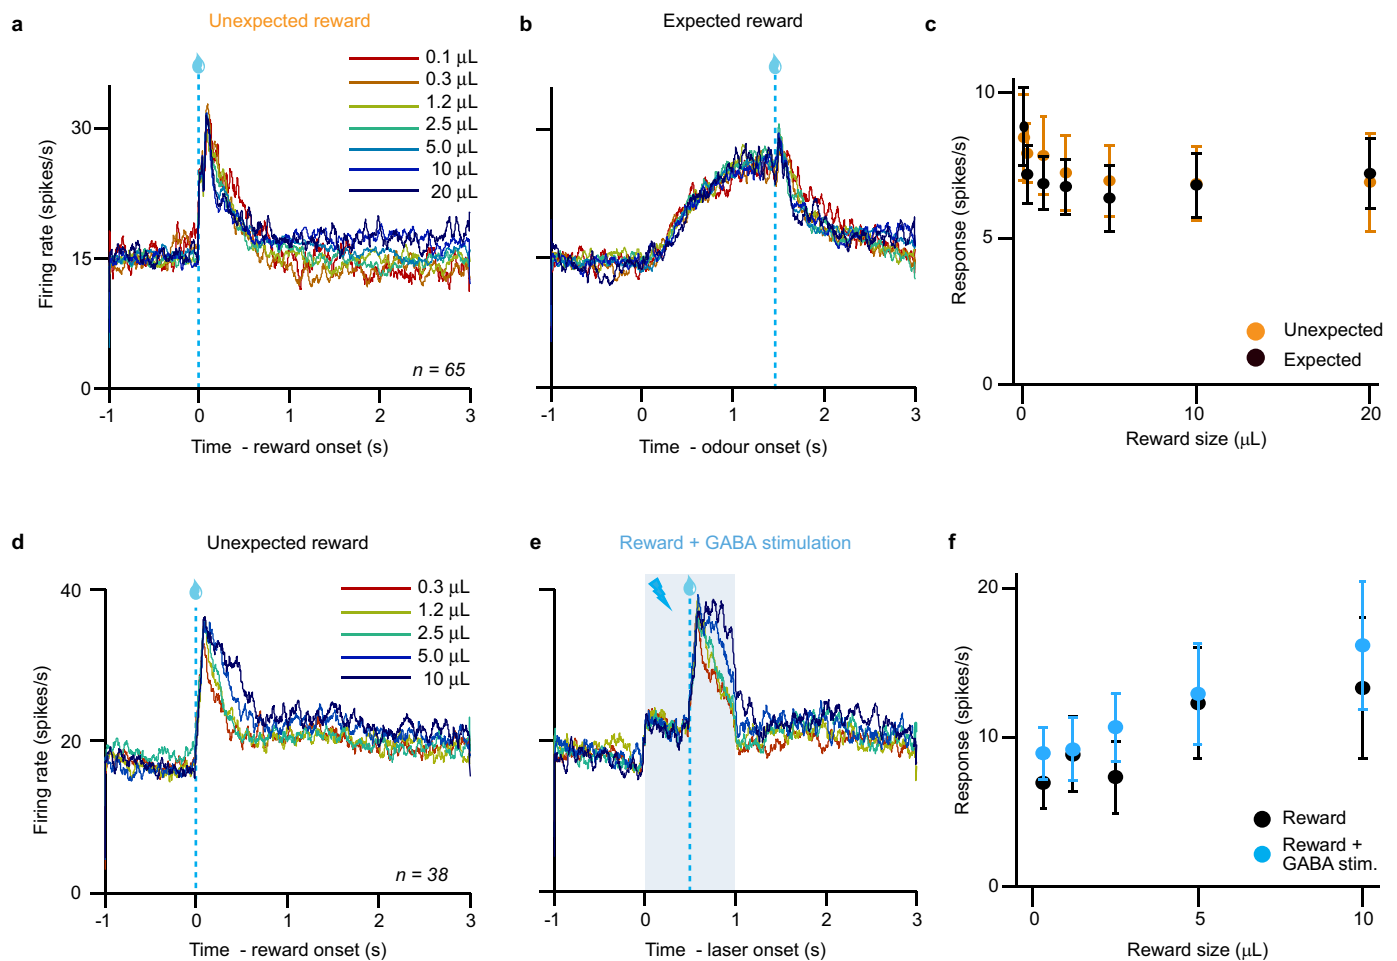 a
Unexpected reward
0.1 µL
0.3 µL
1.2 µL
2.5 µL
5.0 µL
10 µL
20 µL
Firing rate (spikes/s)
30
15
0
n = 65
-1
0
1
2
3
Time - reward onset (s)
b
Expected reward
-1
0
1
2
3
Time - odour onset (s)
c
Response (spikes/s)
10
5
0
Unexpected
Expected
0
10
20
Reward size (µL)
d
Unexpected reward
0.3 µL
1.2 µL
2.5 µL
5.0 µL
10 µL
Firing rate (spikes/s)
40
20
0
n = 38
-1
0
1
2
3
Time - reward onset (s)
e
Reward + GABA stimulation
-1
0
1
2
3
Time - laser onset (s)
f
Response (spikes/s)
20
10
0
Reward
Reward +
GABA stim.
0
5
10
Reward size (µL)